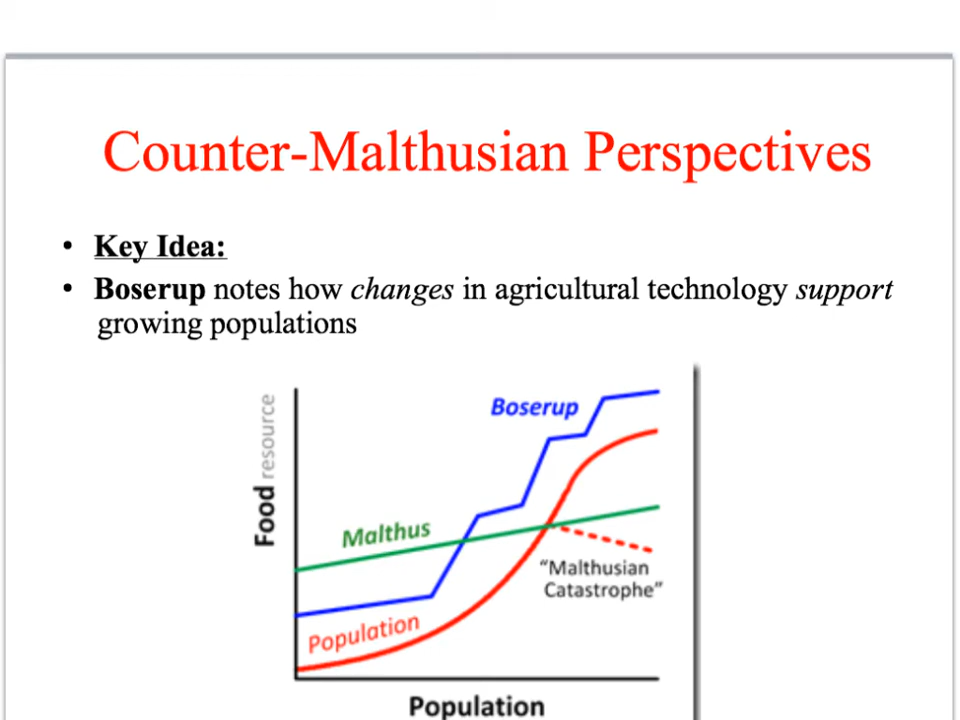 Counter-Malthusian Perspectives
• Key Idea:
• Boserup notes how changes in agricultural technology support
growing populations
Food resource
Boserup
Malthus
"Malthusian
Catastrophe"
Population
Population